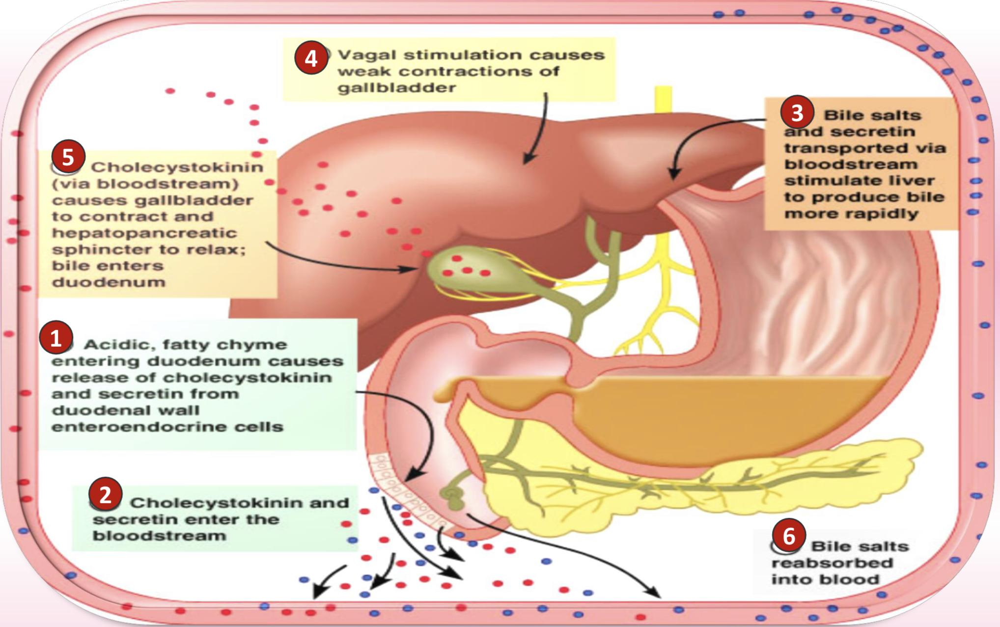 4 Vagal stimulation causes
weak contractions of
gallbladder
3 Bile salts
and secretin
transported via
bloodstream
stimulate liver
to produce bile
more rapidly
5 Cholecystokinin
(via bloodstream)
causes gallbladder
to contract and
hepatopancreatic
sphincter to relax;
bile enters
duodenum
1 Acidic, fatty chyme
entering duodenum causes
release of cholecystokinin
and secretin from
duodenal wall
enteroendocrine cells
2 Cholecystokinin and
secretin enter the
bloodstream
6 Bile salts
reabsorbed
into blood